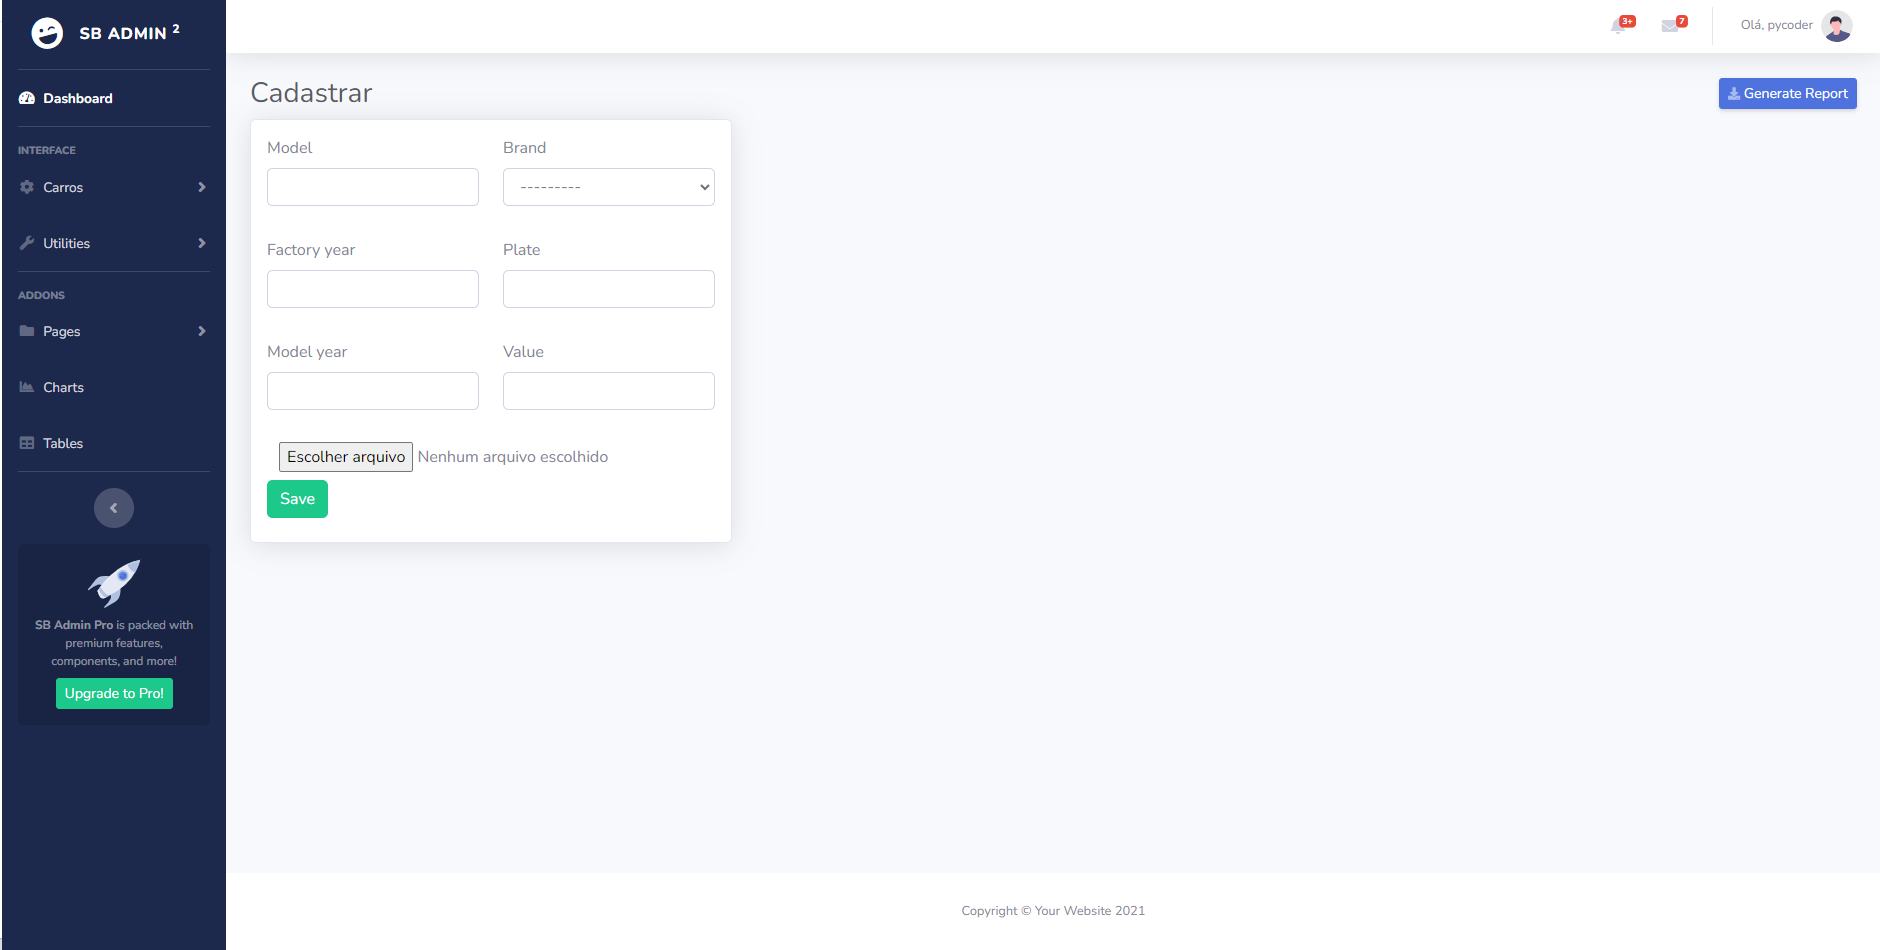 SB ADMIN 2
3+
7
Olá, pycoder
Dashboard
INTERFACE
Carros
Utilities
ADDONS
Pages
Charts
Tables
SB Admin Pro is packed with
premium features,
components, and more!
Upgrade to Pro!
Cadastrar
Generate Report
Model
Brand
---------
Factory year
Plate
Model year
Value
Escolher arquivo Nenhum arquivo escolhido
Save
Copyright © Your Website 2021